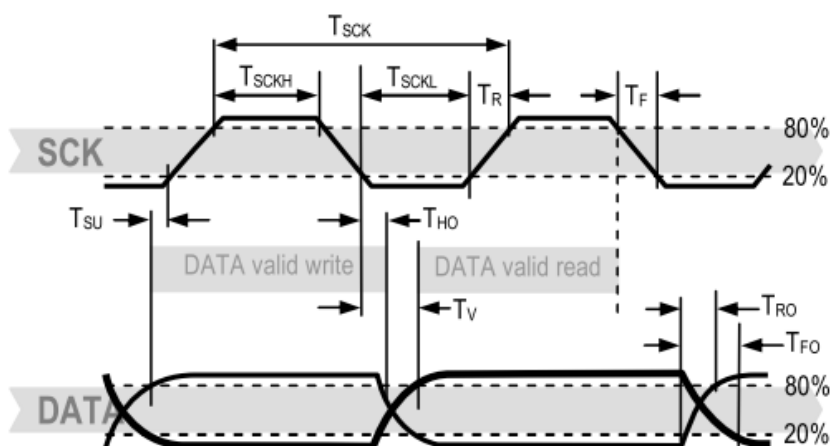 TSCK
TSCKH TSCKL TR TF
80%
SCK
20%
TSU THO
DATA valid write DATA valid read
TV TRO
TFO
80%
DATA
20%